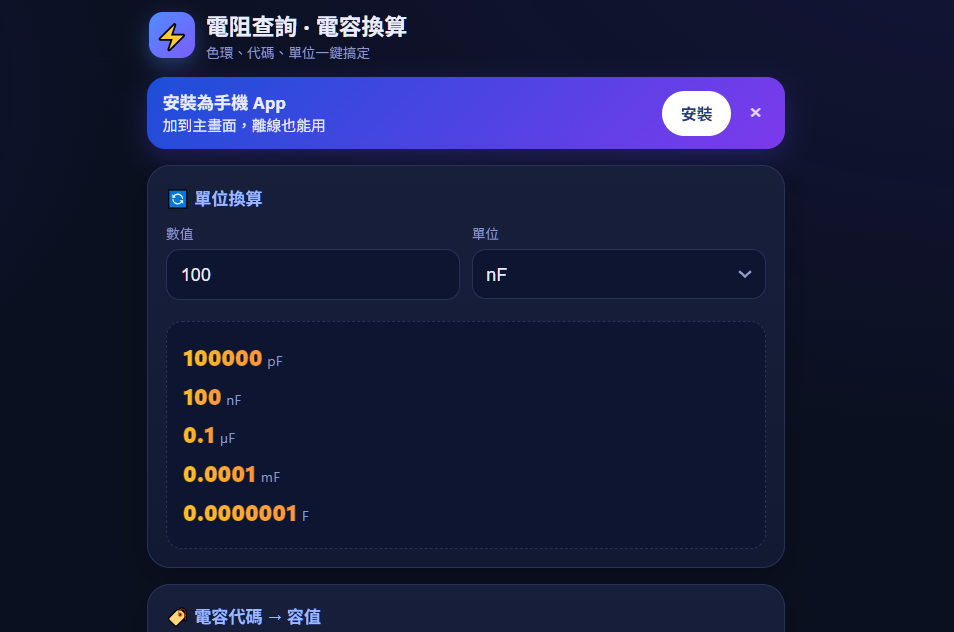 電阻查詢 · 電容換算
色環、代碼、單位一鍵搞定
安裝為手機 App
加到主畫面，離線也能用
安裝
×
單位換算
數值
單位
100
nF
100000 pF
100 nF
0.1 µF
0.0001 mF
0.0000001 F
電容代碼 → 容值